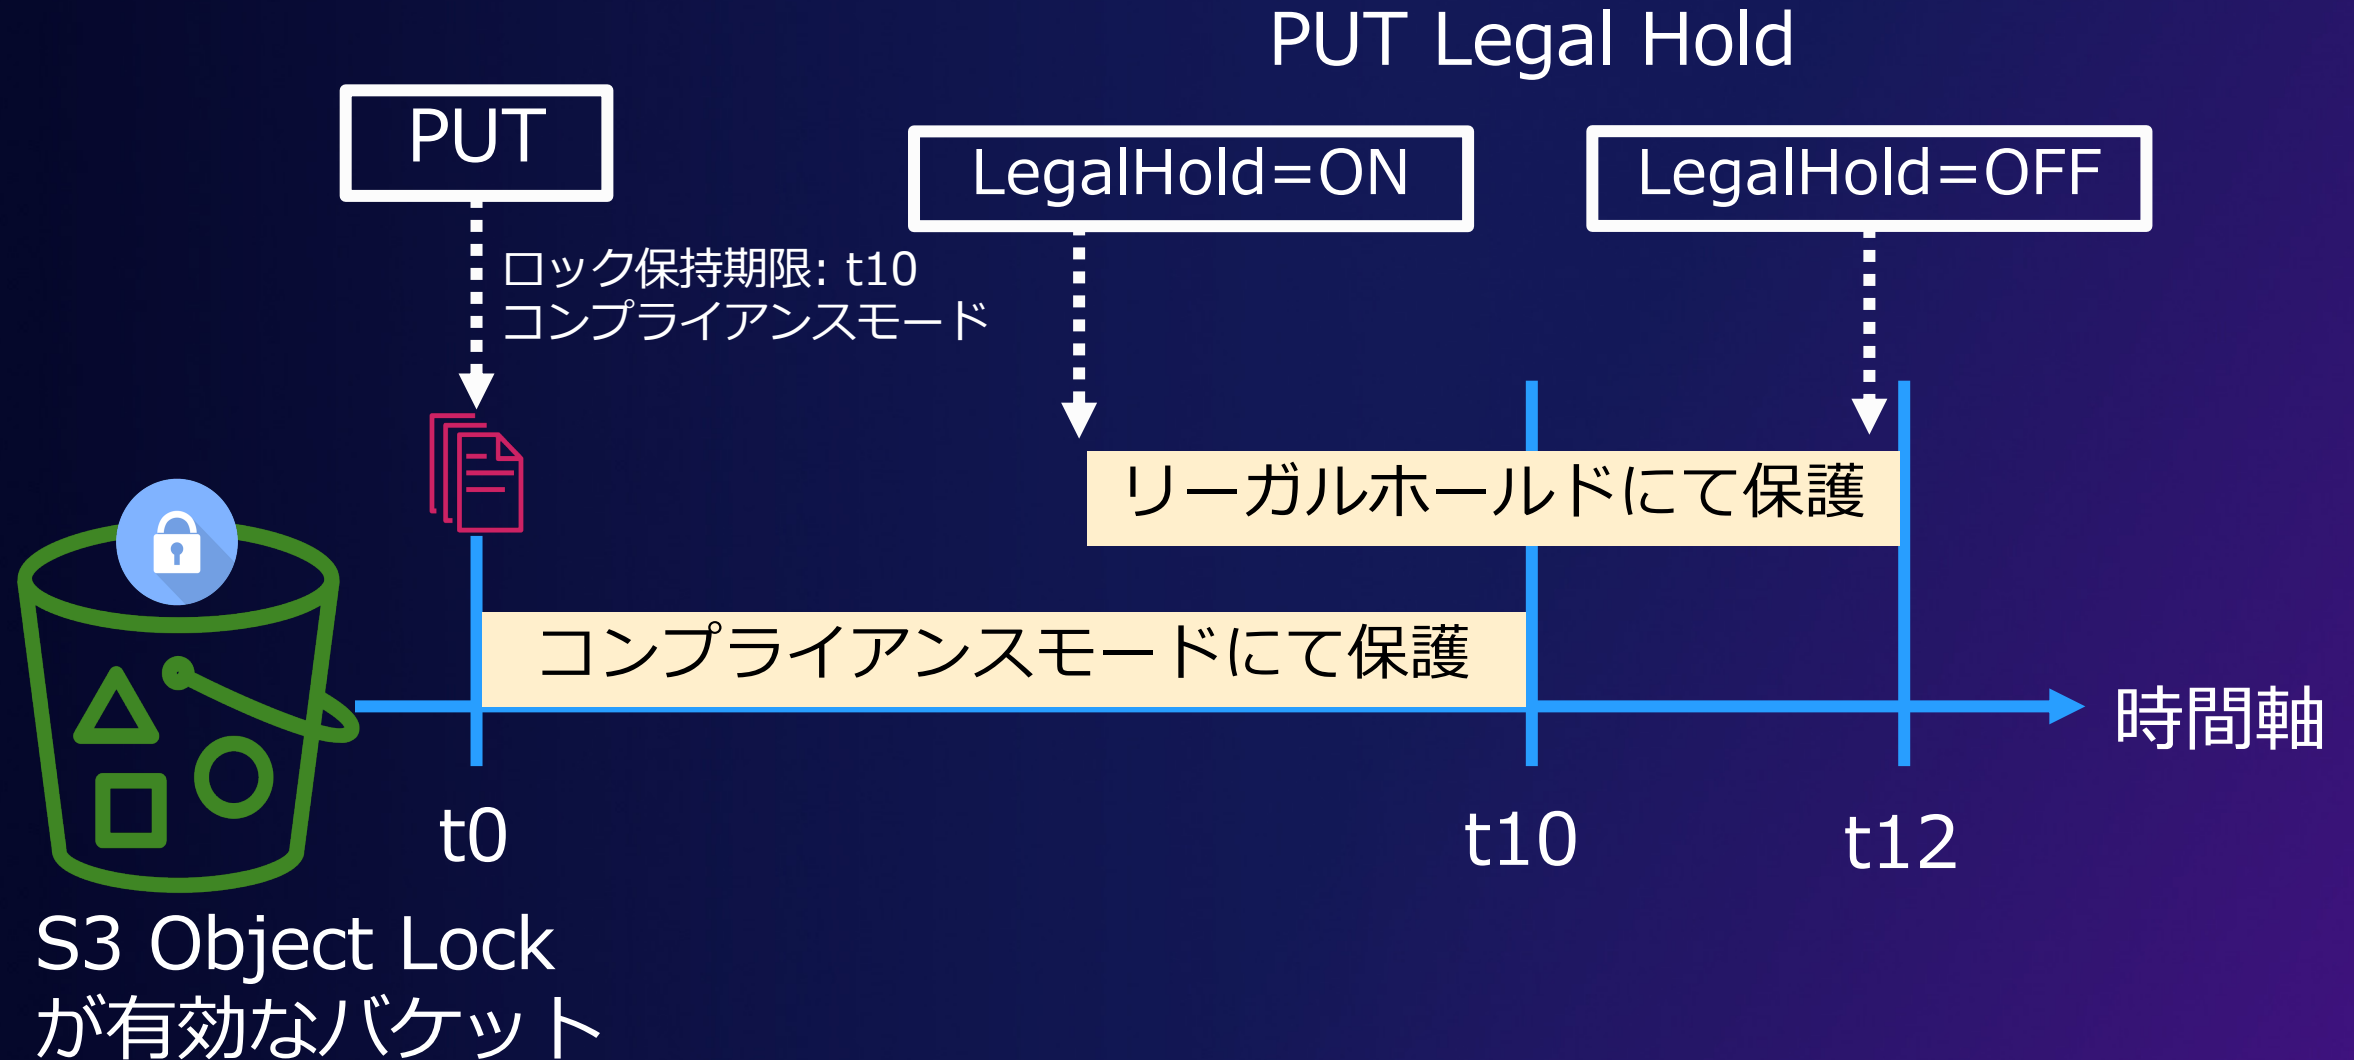 PUT Legal Hold
PUT
LegalHold=ON
LegalHold=OFF
ロック保持期限: t10
コンプライアンスモード
リーガルホールドにて保護
コンプライアンスモードにて保護
時間軸
t0
t10
t12
S3 Object Lock
が有効なバケット